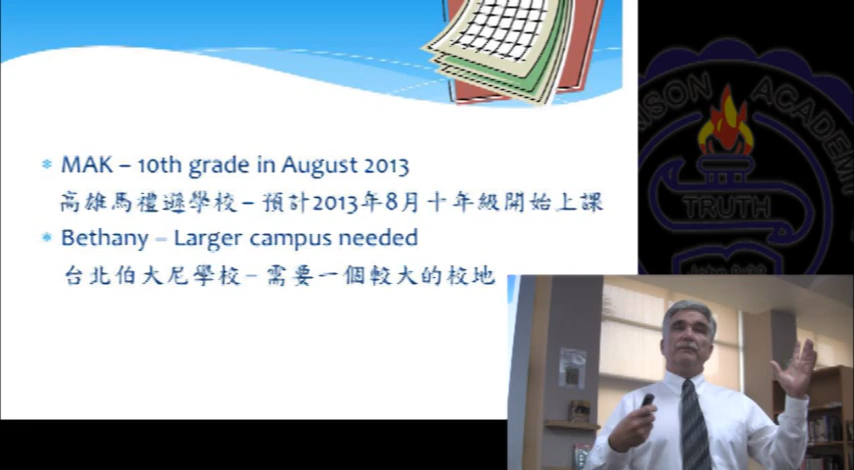 MAK – 10th grade in August 2013
高雄馬禮遜學校 – 預計2013年8月十年級開始上課
Bethany – Larger campus needed
台北伯大尼學校 – 需要一個較大的校地
ISON ACADEM
TRUTH